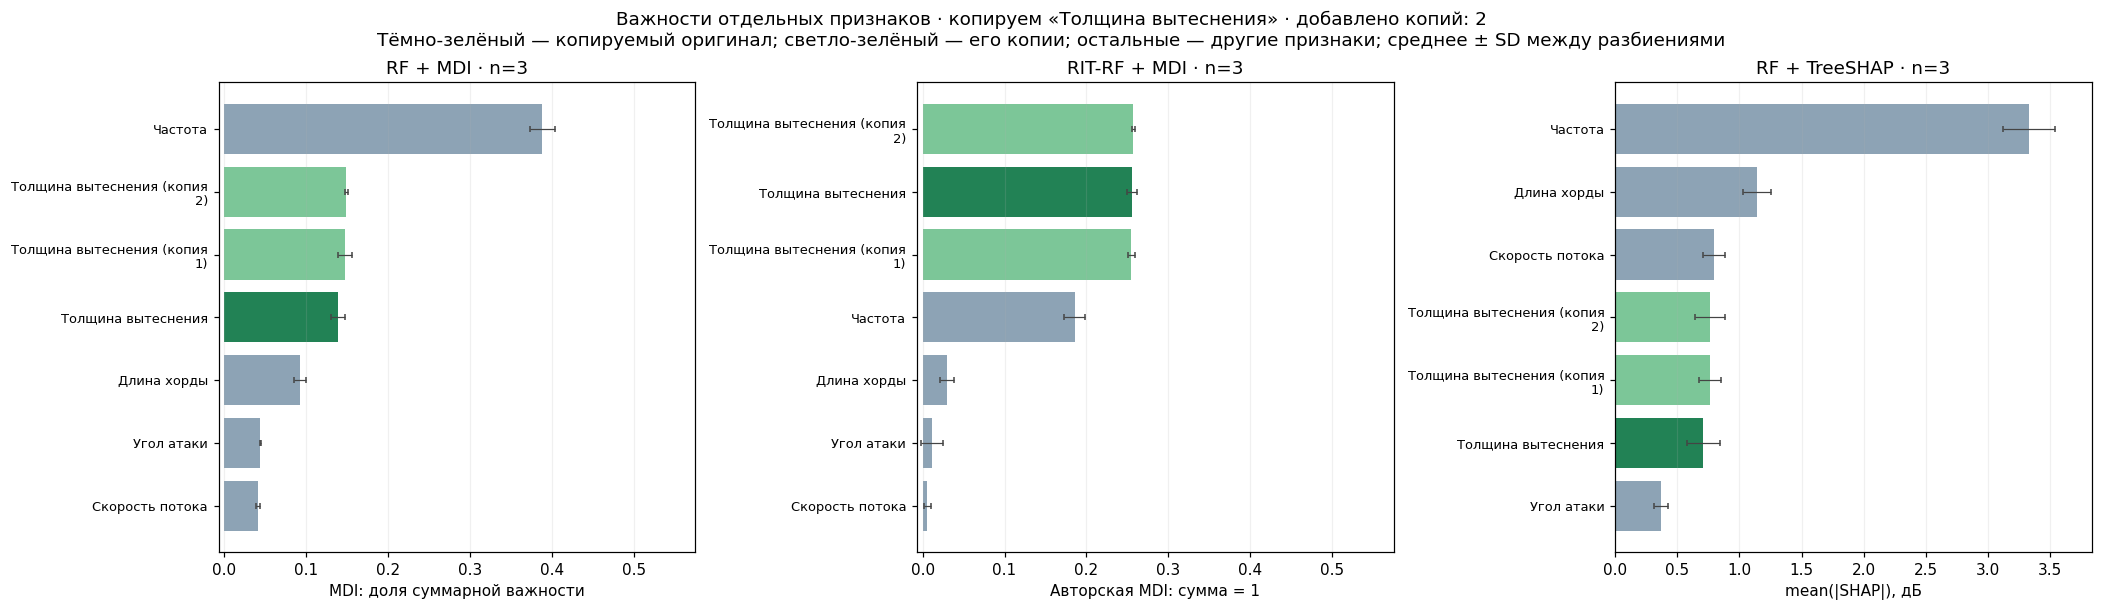 Важности отдельных признаков · копируем «Толщина вытеснения» · добавлено копий: 2
Тёмно-зелёный — копируемый оригинал; светло-зелёный — его копии; остальные — другие признаки; среднее ± SD между разбиениями
RF + MDI · n=3
Частота
Толщина вытеснения (копия
2)
Толщина вытеснения (копия
1)
Толщина вытеснения
Длина хорды
Угол атаки
Скорость потока
0.0 0.1 0.2 0.3 0.4 0.5
MDI: доля суммарной важности
RIT-RF + MDI · n=3
Толщина вытеснения (копия
2)
Толщина вытеснения
Толщина вытеснения (копия
1)
Частота
Длина хорды
Угол атаки
Скорость потока
0.0 0.1 0.2 0.3 0.4 0.5
Авторская MDI: сумма = 1
RF + TreeSHAP · n=3
Частота
Длина хорды
Скорость потока
Толщина вытеснения (копия
2)
Толщина вытеснения (копия
1)
Толщина вытеснения
Угол атаки
0.0 0.5 1.0 1.5 2.0 2.5 3.0 3.5
mean(|SHAP|), дБ